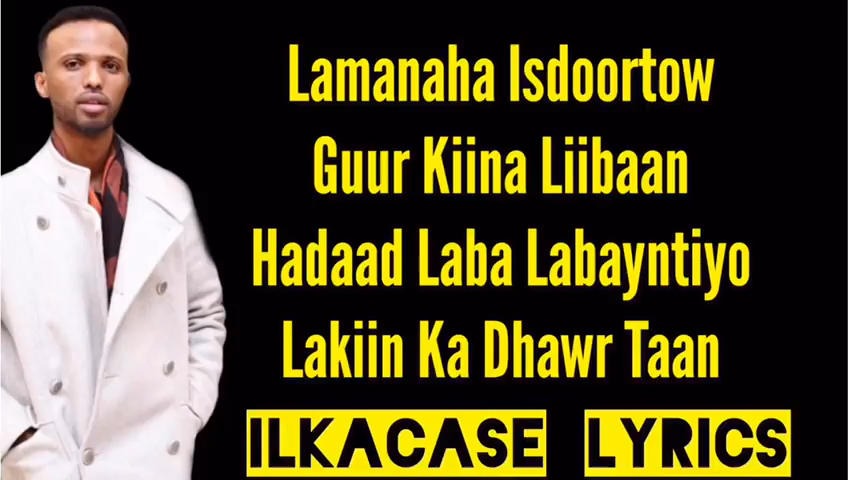 Lamanaha Isdoortow
Guur Kiina Liibaan
Hadaad Laba Labayntiyo
Lakiin Ka Dhawr Taan
ILKACASE LYRICS